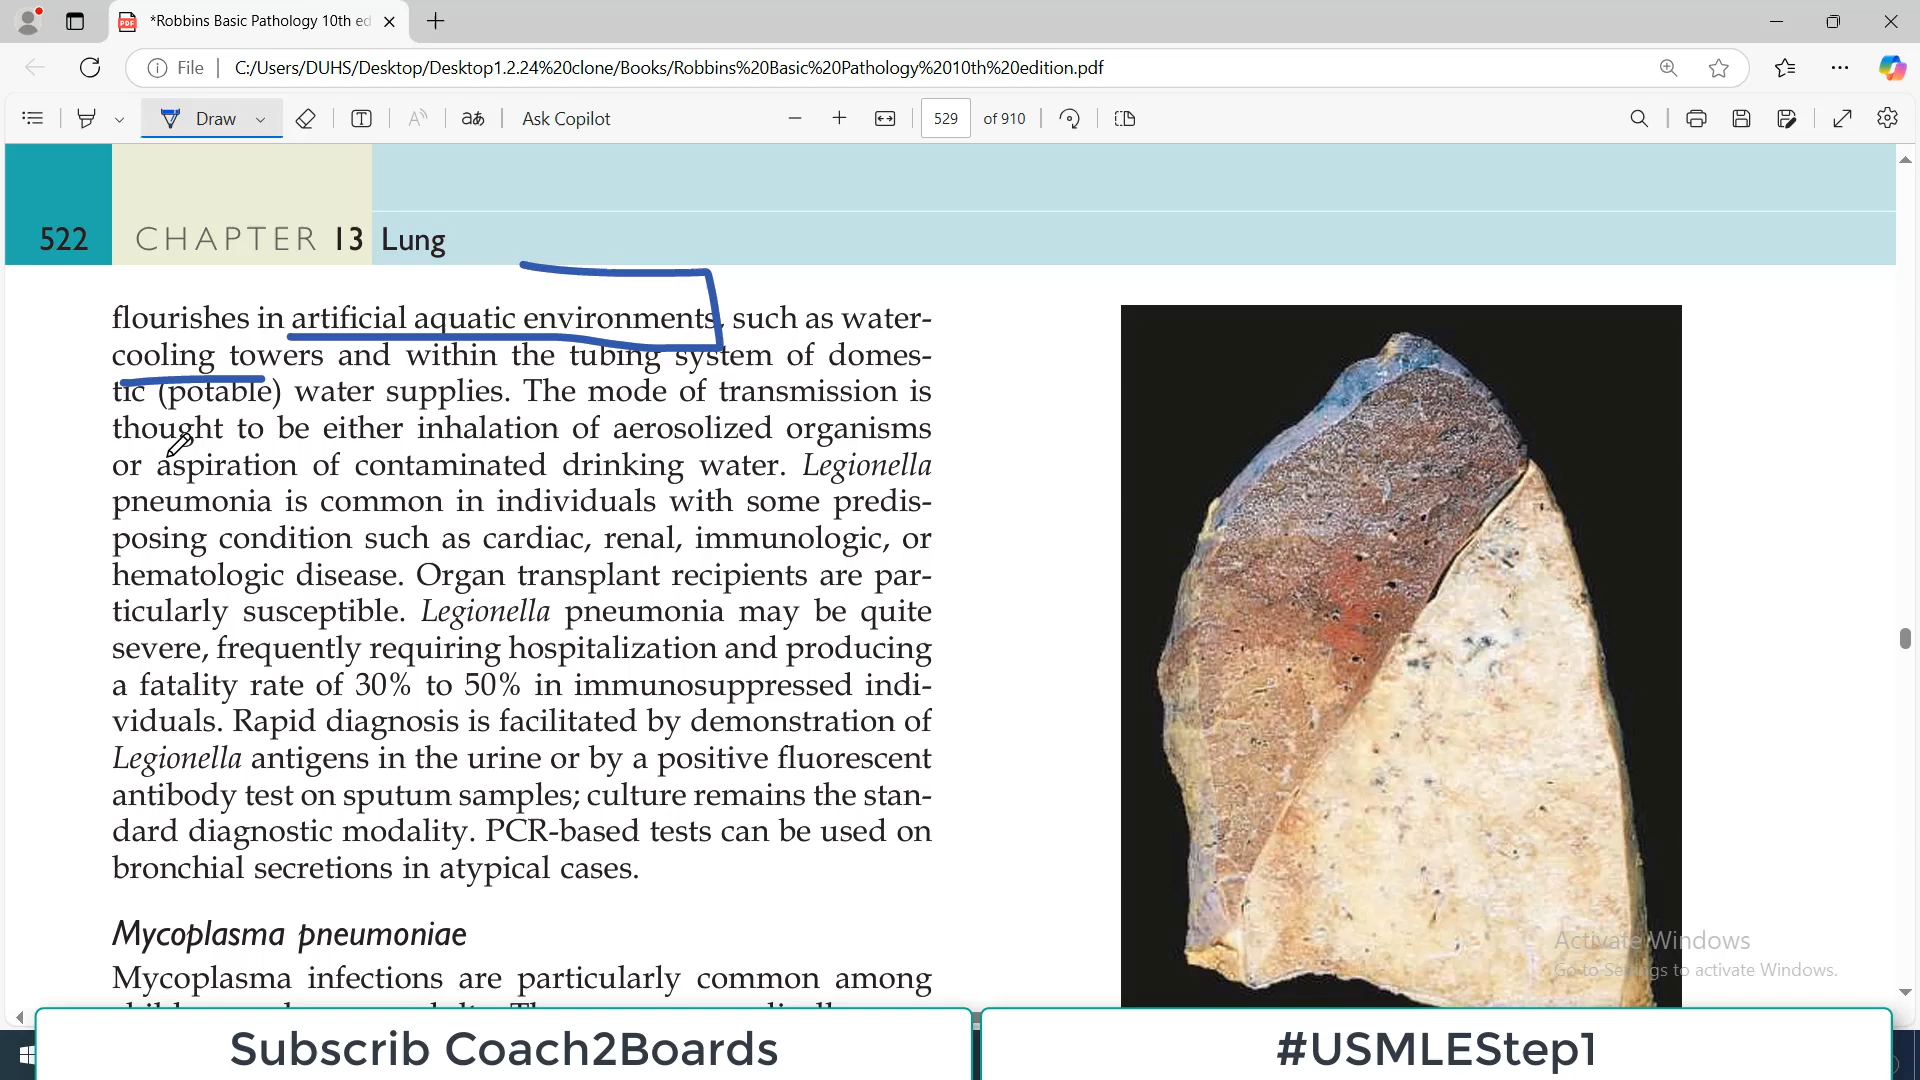 *Robbins Basic Pathology 10th ed
File
C:/Users/DUHS/Desktop/Desktop1.2.24%20clone/Books/Robbins%20Basic%20Pathology%2010th%20edition.pdf
Draw
Ask Copilot
529
of 910
522
CHAPTER 13 Lung
flourishes in artificial aquatic environments, such as water-
cooling towers and within the tubing system of domes-
tic (potable) water supplies. The mode of transmission is
thought to be either inhalation of aerosolized organisms
or aspiration of contaminated drinking water. Legionella
pneumonia is common in individuals with some predis-
posing condition such as cardiac, renal, immunologic, or
hematologic disease. Organ transplant recipients are par-
ticularly susceptible. Legionella pneumonia may be quite
severe, frequently requiring hospitalization and producing
a fatality rate of 30% to 50% in immunosuppressed indi-
viduals. Rapid diagnosis is facilitated by demonstration of
Legionella antigens in the urine or by a positive fluorescent
antibody test on sputum samples; culture remains the stan-
dard diagnostic modality. PCR-based tests can be used on
bronchial secretions in atypical cases.
Mycoplasma pneumoniae
Mycoplasma infections are particularly common among
Activate Windows
Go to Settings to activate Windows.
Subscrib Coach2Boards
#USMLEStep1